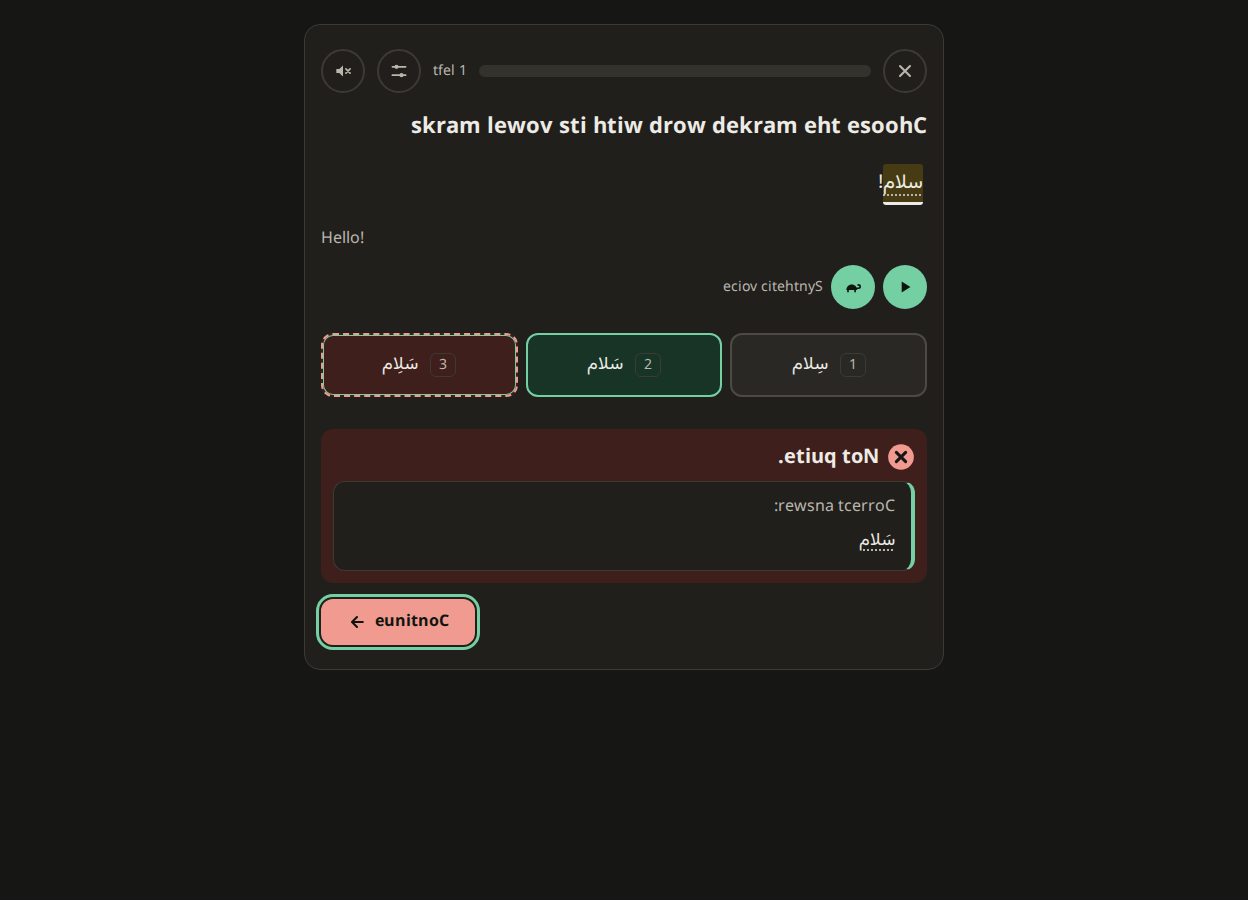 tfel 1
skram lewov sti htiw drow dekram eht esoohC
سلام!
Hello!
eciov citehtnyS
1 سِلام
2 سَلام
3 سَلِام
.etiuq toN
:rewsna tcerroC
سَلام
eunitnoC